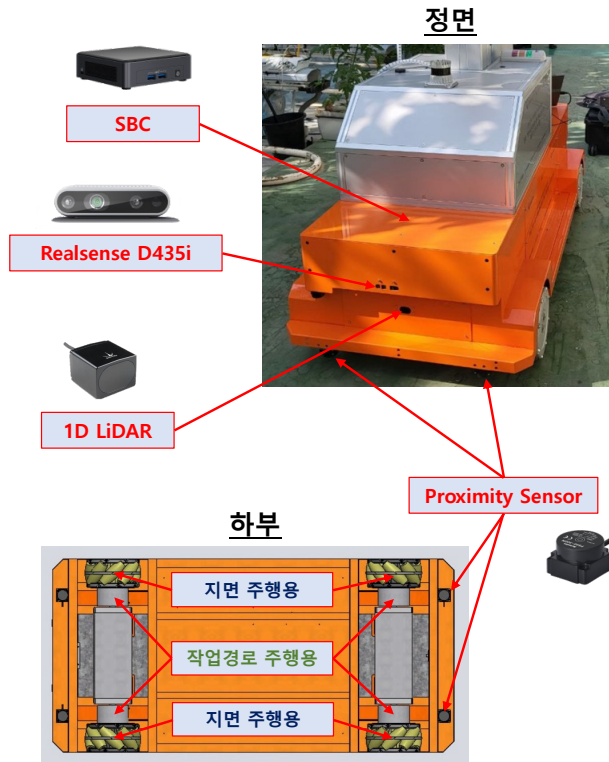 정면
SBC
Realsense D435i
1D LiDAR
Proximity Sensor
하부
지면 주행용
작업경로 주행용
지면 주행용